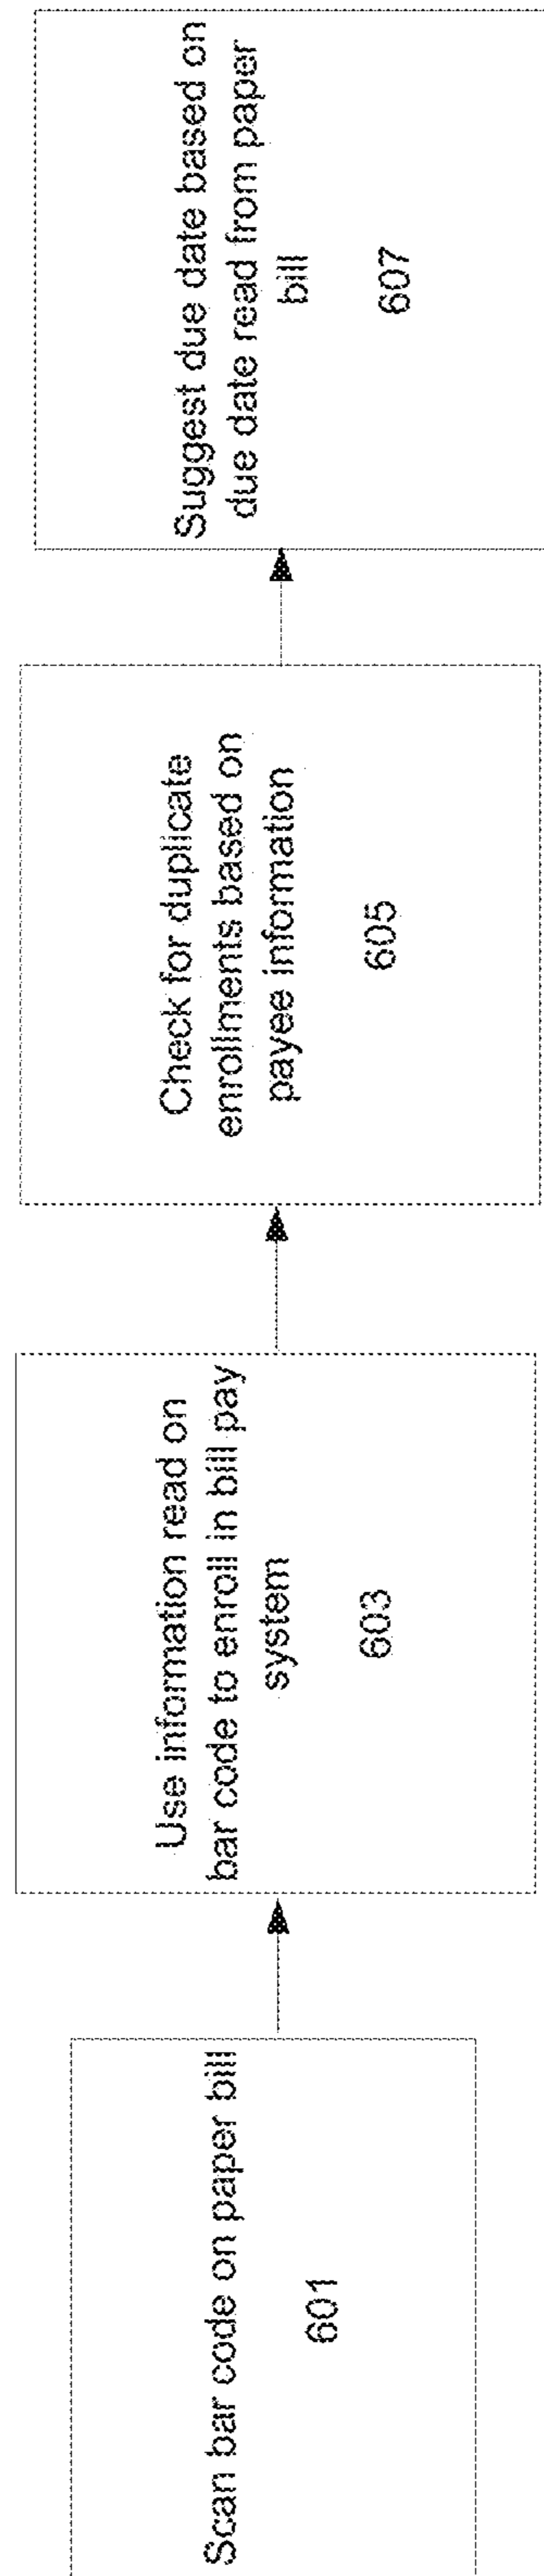 Scan bar code on paper bill
601
Use information read on
bar code to enroll in bill pay
system
603
Check for duplicate
enrollments based on
payee information
605
Suggest due date based on
due date read from paper
bill
607